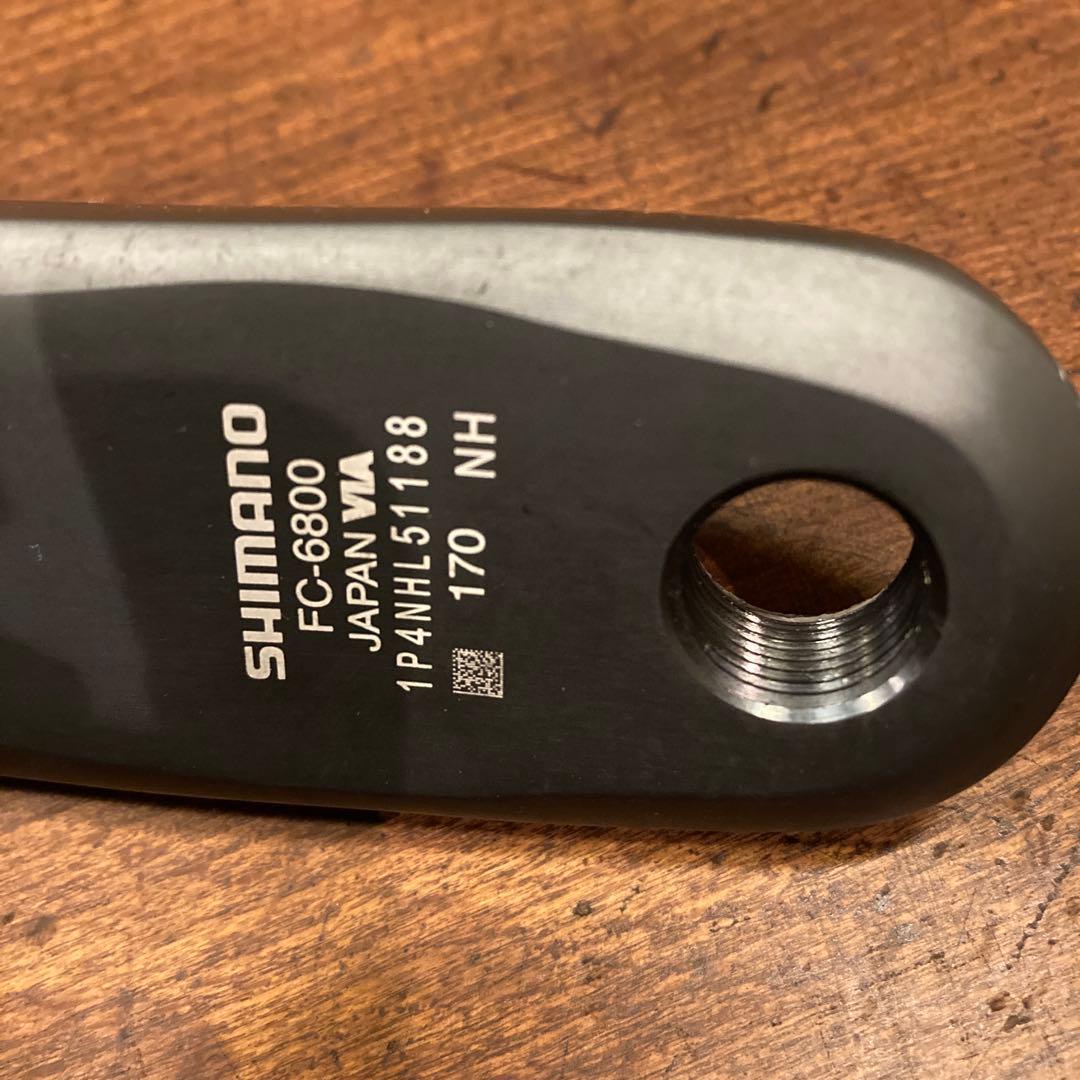 SHIMANO
FC-6800
JAPAN VIA
1P4NHL51188
170 NH